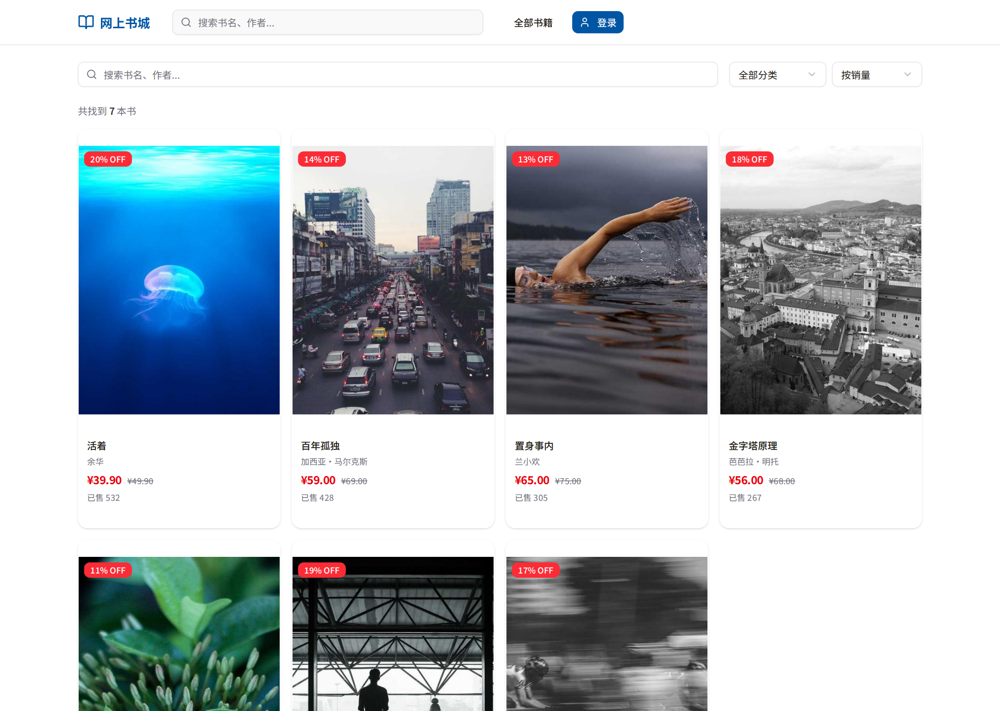 网上书城
搜索书名、作者...
全部书籍
登录
搜索书名、作者...
全部分类
按销量
共找到 7 本书
20% OFF
14% OFF
13% OFF
18% OFF
活着
余华
¥39.90 ¥49.90
已售 532
百年孤独
加西亚・马尔克斯
¥59.00 ¥69.00
已售 428
置身事内
兰小欢
¥65.00 ¥75.00
已售 305
金字塔原理
芭芭拉・明托
¥56.00 ¥68.00
已售 267
11% OFF
19% OFF
17% OFF